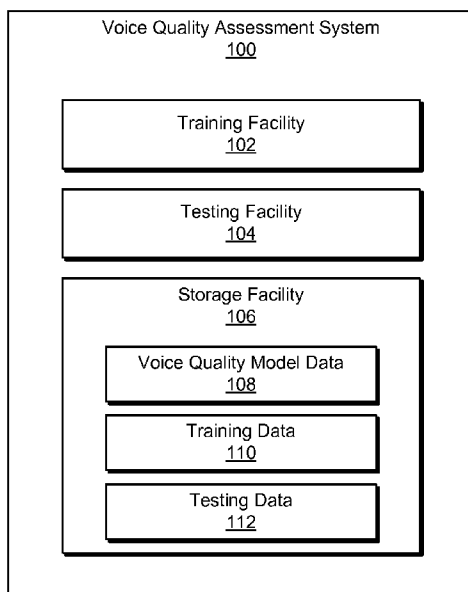 Voice Quality Assessment System
100
Training Facility
102
Testing Facility
104
Storage Facility
106
Voice Quality Model Data
108
Training Data
110
Testing Data
112